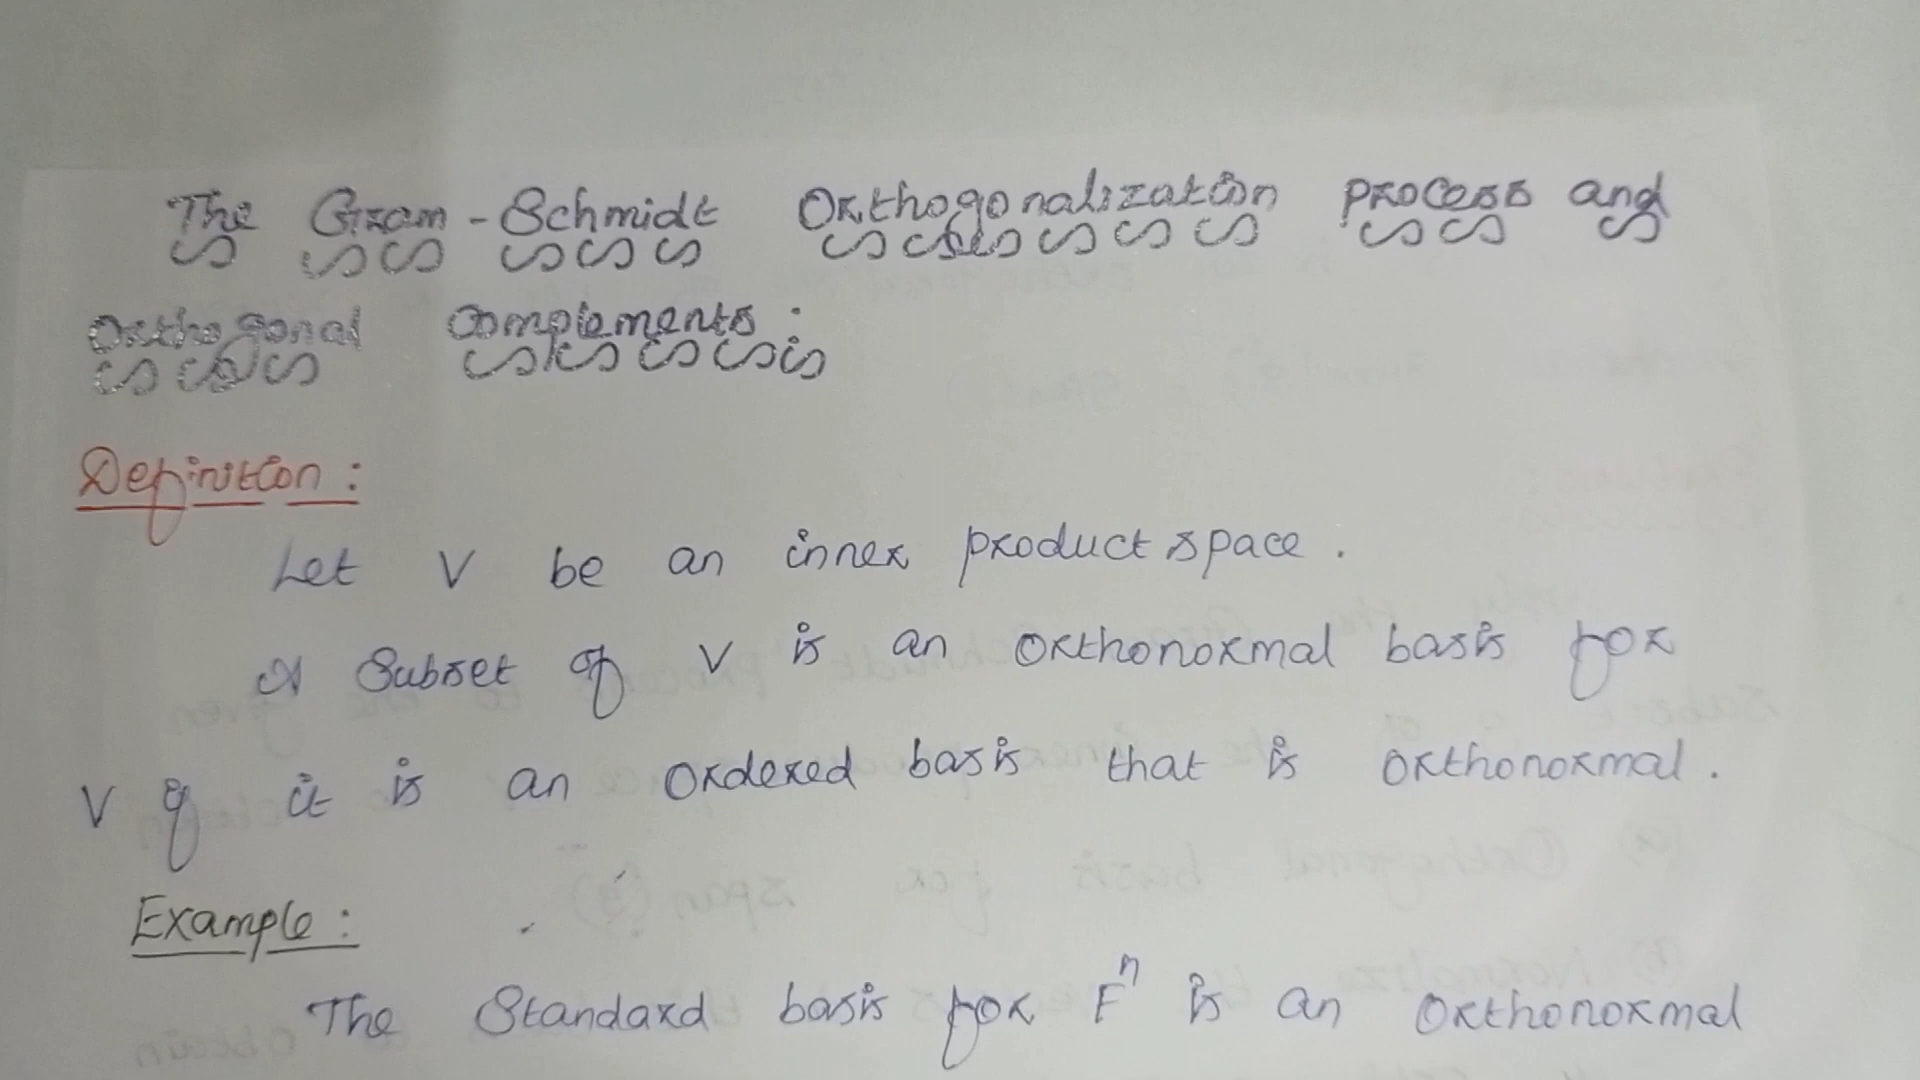 The Gram-Schmidt Orthogonalization process and
Orthogonal Complements:
Definition:
Let V be an inner product space.
A Subset of V is an Orthonormal basis for
V if it is an Ordered basis that is Orthonormal.
Example:
The Standard basis for Fⁿ is an Orthonormal